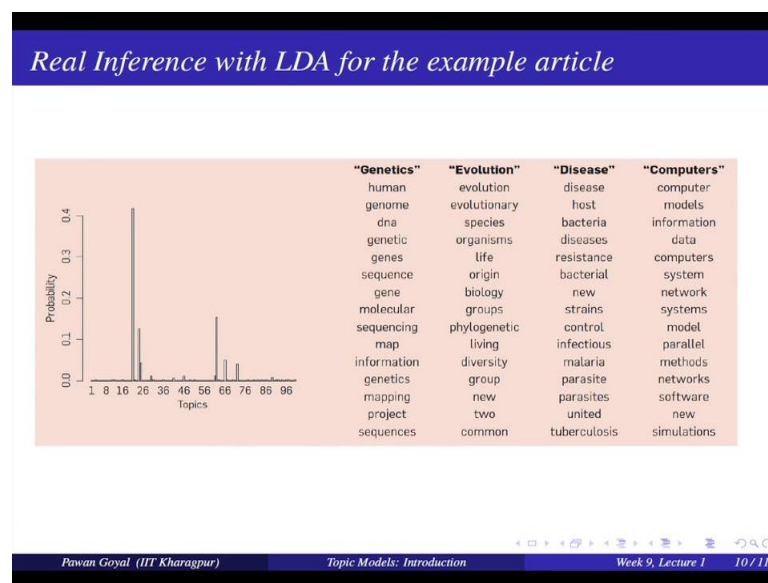 Real Inference with LDA for the example article
Probability
0.4
0.3
0.2
0.1
0.0
1 8 16 26 36 46 56 66 76 86 96
Topics
"Genetics" "Evolution" "Disease" "Computers"
human evolution disease computer
genome evolutionary host models
dna species bacteria information
genetic organisms diseases data
genes life resistance computers
sequence origin bacterial system
gene biology new network
molecular groups strains systems
sequencing phylogenetic control model
map living infectious parallel
information diversity malaria methods
genetics group parasite networks
mapping new parasites software
project two united new
sequences common tuberculosis simulations
Pawan Goyal (IIT Kharagpur) Topic Models: Introduction Week 9, Lecture 1 10 / 11